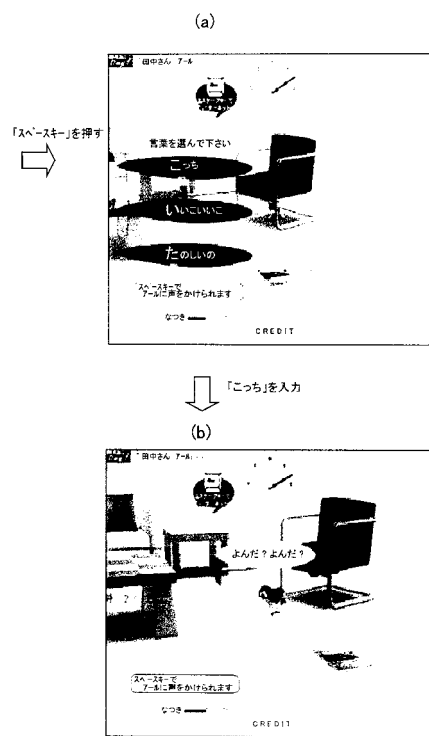 (a)
田中さん アール
「スペースキー」を押す
言葉を選んで下さい
こっち
いいこいいこ
たのしいの
スペースキーで
アールに声をかけられます
なつき
CREDIT
「こっち」を入力
(b)
田中さん アール
よんだ？よんだ？
スペースキーで
アールに声をかけられます
なつき
CREDIT